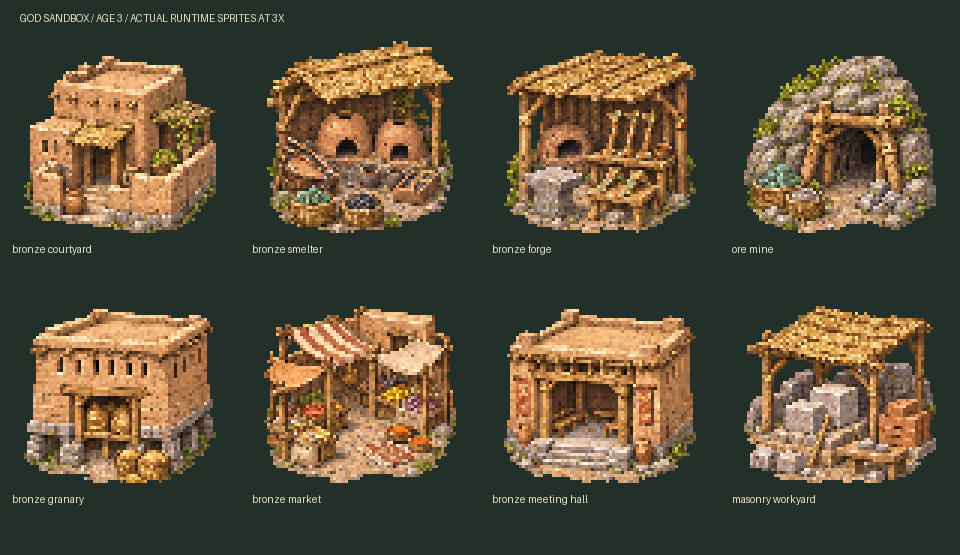 GOD SANDBOX / AGE 3 / ACTUAL RUNTIME SPRITES AT 3X
bronze courtyard
bronze smelter
bronze forge
ore mine
bronze granary
bronze market
bronze meeting hall
masonry workyard